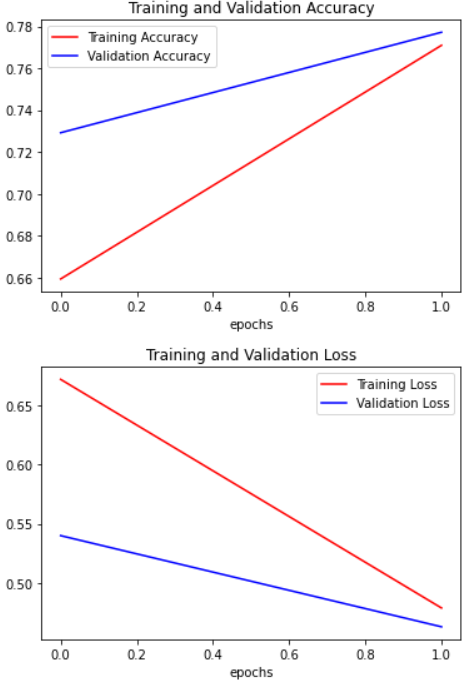 Training and Validation Accuracy
0.78
0.76
0.74
0.72
0.70
0.68
0.66
Training Accuracy
Validation Accuracy
0.0 0.2 0.4 0.6 0.8 1.0
epochs
Training and Validation Loss
0.65
0.60
0.55
0.50
Training Loss
Validation Loss
0.0 0.2 0.4 0.6 0.8 1.0
epochs